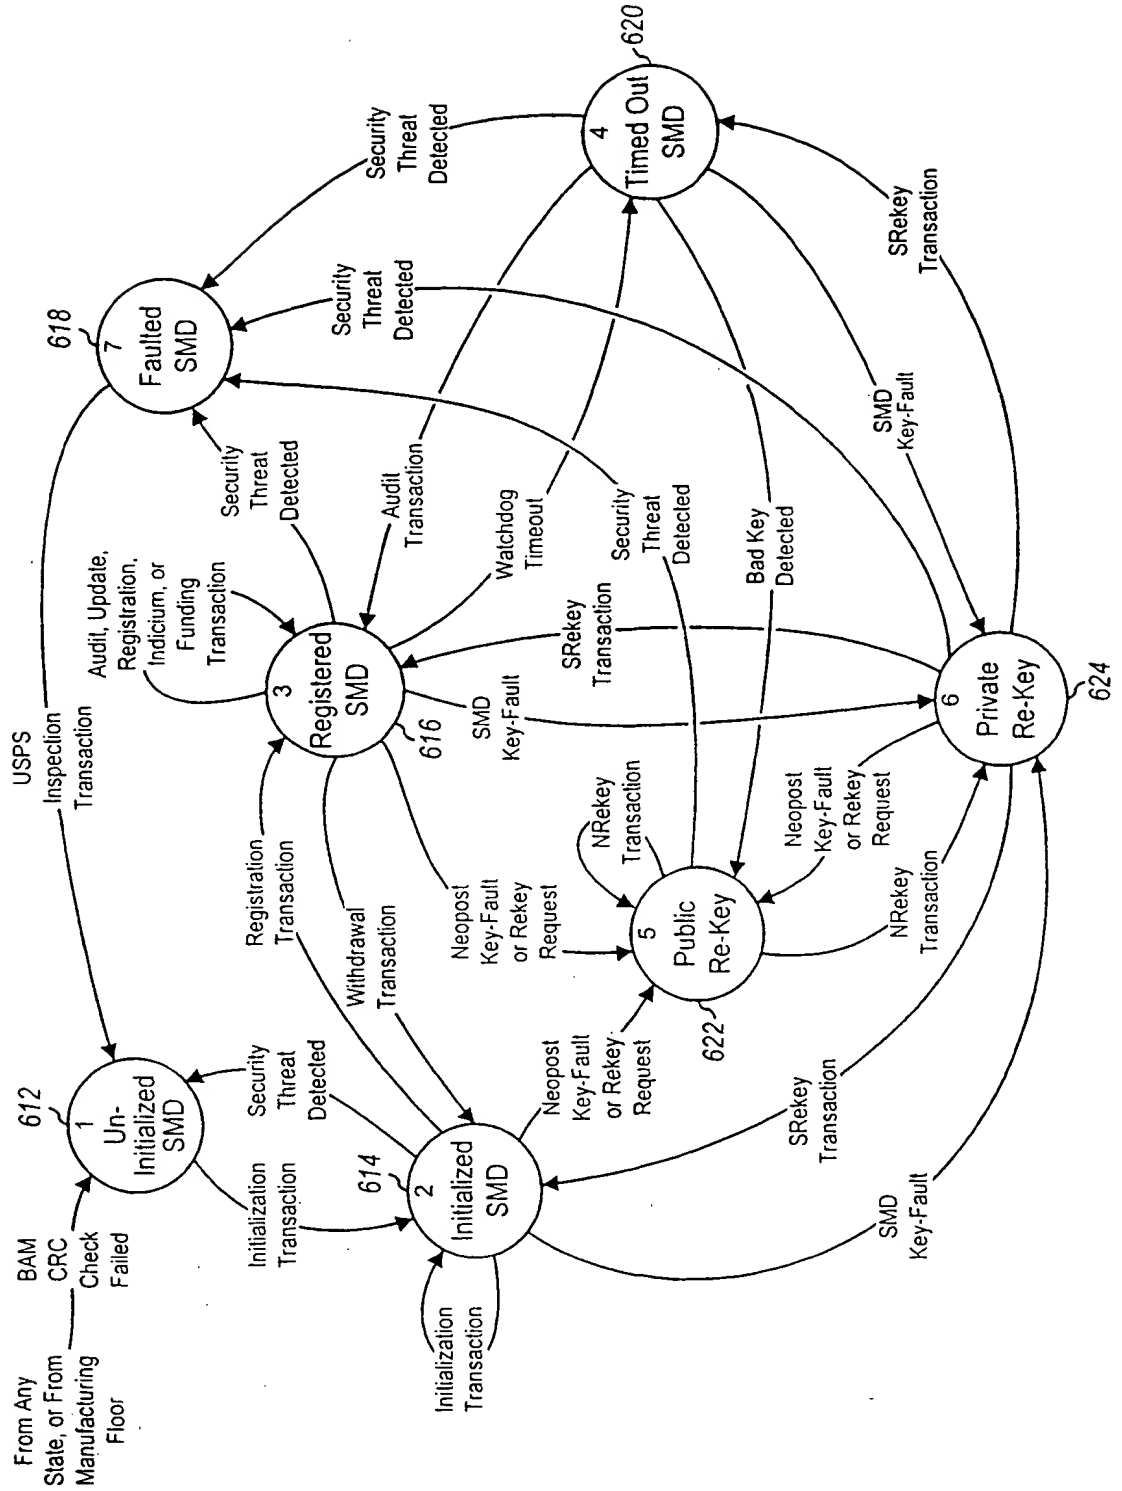 From Any
State, or From
Manufacturing
Floor
BAM
CRC
Check
Failed
612
1
Un-
Initialized
SMD
USPS
Inspection
Transaction
618
7
Faulted
SMD
Initialization
Transaction
Security
Threat
Detected
614
2
Initialized
SMD
Initialization
Transaction
Registration
Transaction
Withdrawal
Transaction
Audit, Update,
Registration,
Indicium, or
Funding
Transaction
3
Registered
SMD
616
Security
Threat
Detected
Security
Threat
Detected
Security
Threat
Detected
Audit
Transaction
Watchdog
Timeout
620
4
Timed Out
SMD
Neopost
Key-Fault
or Rekey
Request
Neopost
Key-Fault
or Rekey
Request
SMD
Key-Fault
SRekey
Transaction
Security
Threat
Detected
Bad Key
Detected
NRekey
Transaction
5
Public
Re-Key
622
Neopost
Key-Fault
or Rekey
Request
NRekey
Transaction
SMD
Key-Fault
SRekey
Transaction
6
Private
Re-Key
624
SRekey
Transaction
SMD
Key-Fault